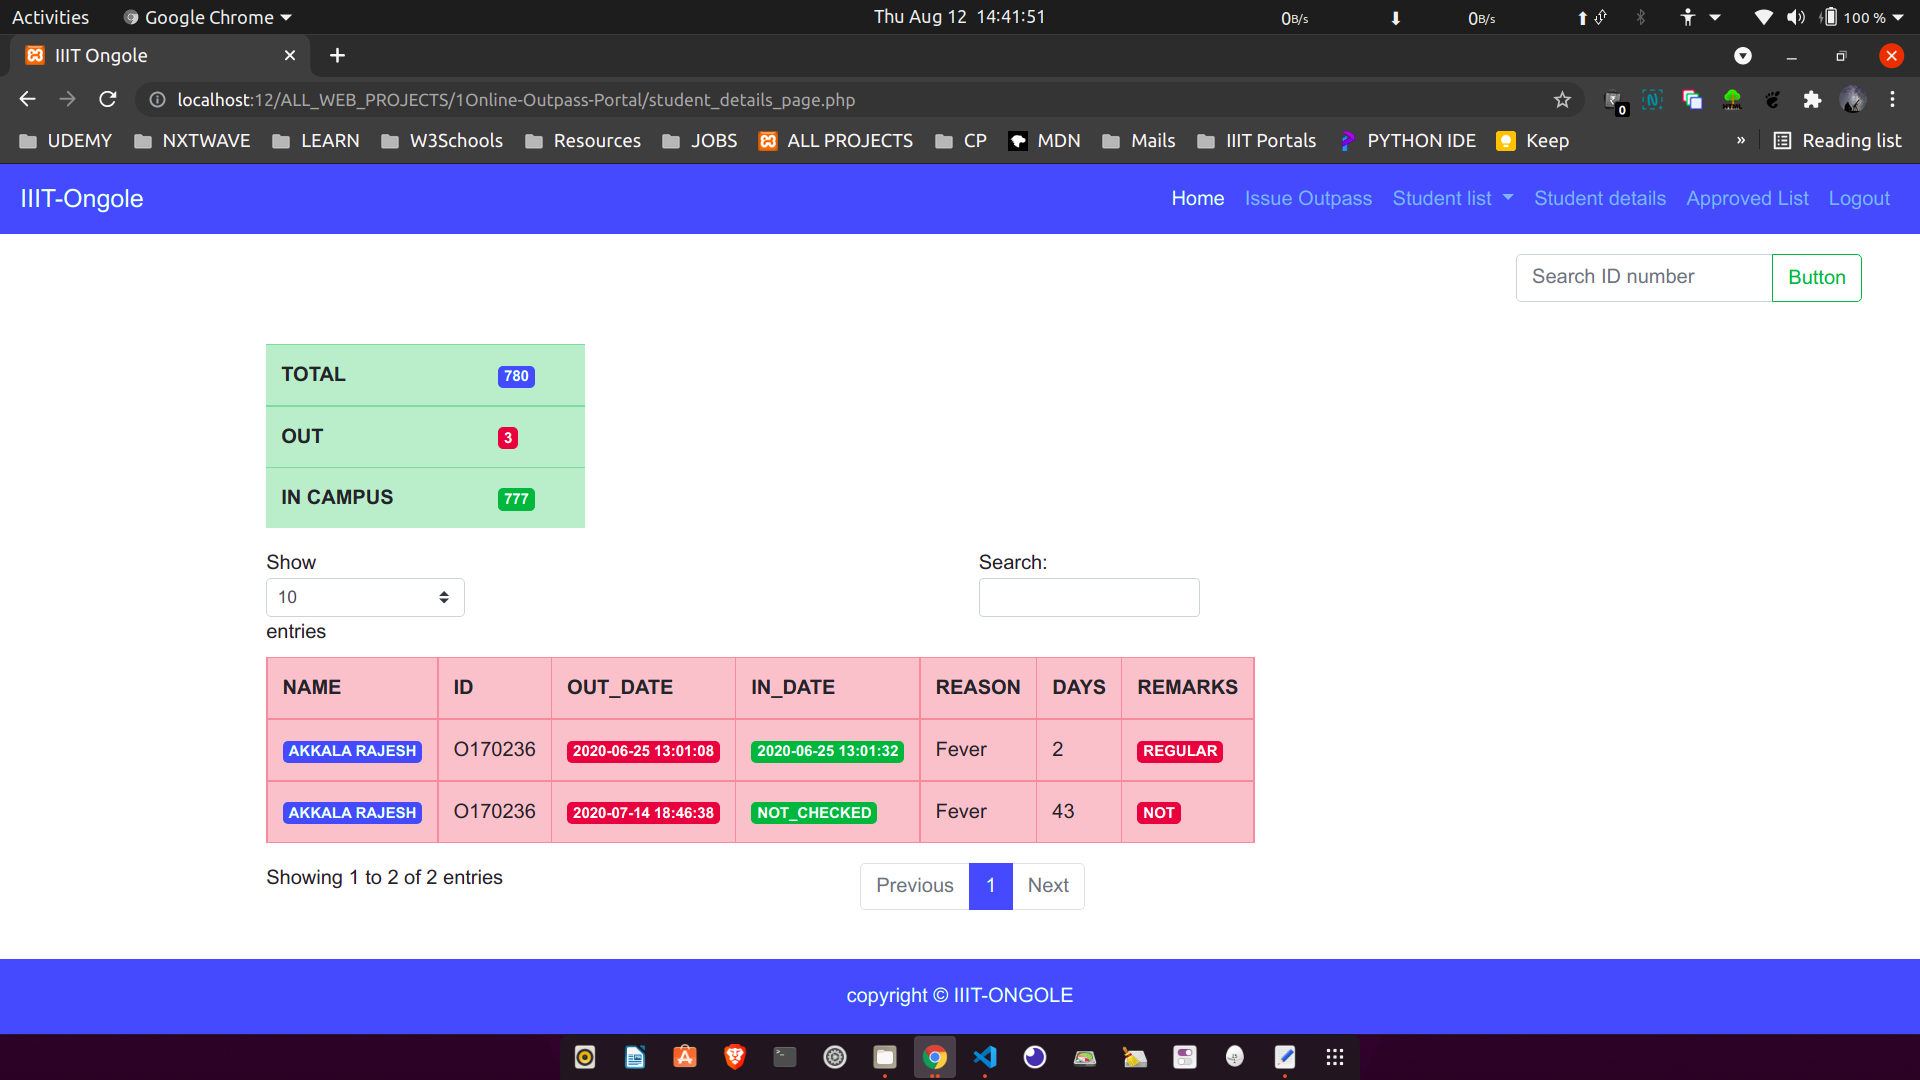 Activities Google Chrome Thu Aug 12 14:41:51 0B/s 0B/s 100 %
IIIT Ongole
localhost:12/ALL_WEB_PROJECTS/1Online-Outpass-Portal/student_details_page.php 0
UDEMY NXTWAVE LEARN W3Schools Resources JOBS ALL PROJECTS CP MDN Mails IIIT Portals PYTHON IDE Keep » Reading list
IIIT-Ongole Home Issue Outpass Student list Student details Approved List Logout
Search ID number Button
TOTAL 780
OUT 3
IN CAMPUS 777
Show Search:
10
entries
NAME ID OUT_DATE IN_DATE REASON DAYS REMARKS
AKKALA RAJESH O170236 2020-06-25 13:01:08 2020-06-25 13:01:32 Fever 2 REGULAR
AKKALA RAJESH O170236 2020-07-14 18:46:38 NOT_CHECKED Fever 43 NOT
Showing 1 to 2 of 2 entries Previous 1 Next
copyright © IIIT-ONGOLE